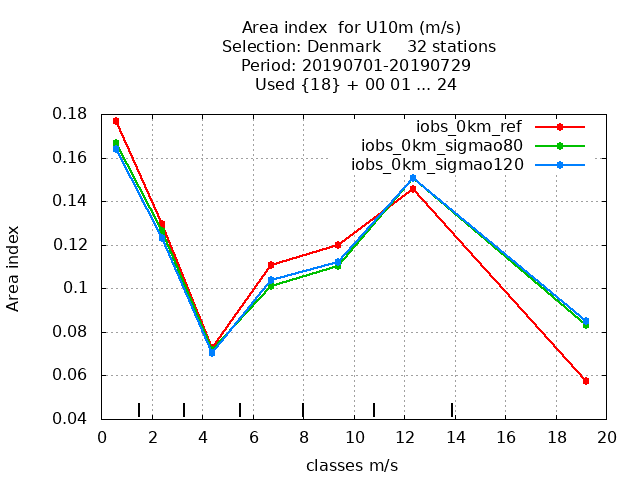 Area index  for U10m (m/s)
Selection: Denmark     32 stations
Period: 20190701-20190729
Used {18} + 00 01 ... 24
iobs_0km_ref
iobs_0km_sigmao80
iobs_0km_sigmao120
Area index
0.18
0.16
0.14
0.12
0.1
0.08
0.06
0.04
0 2 4 6 8 10 12 14 16 18 20
classes m/s